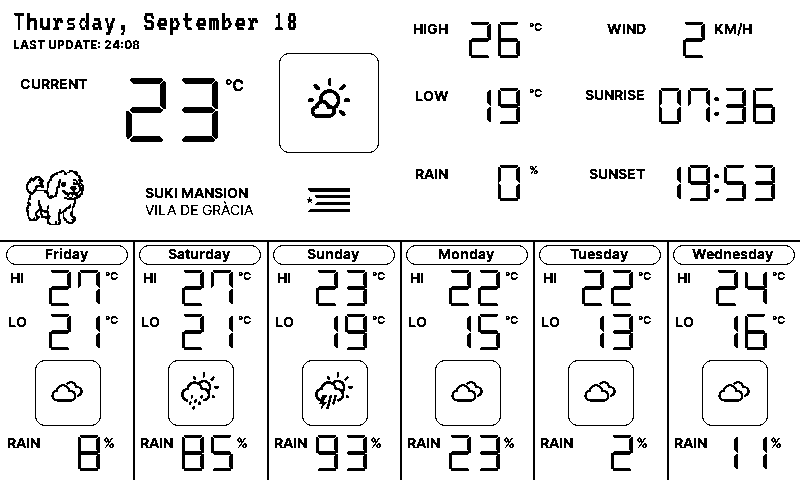 Thursday, September 18
LAST UPDATE: 24:08
CURRENT 23 °C
HIGH 26 °C
WIND 2 KM/H
LOW 19 °C
SUNRISE 07:36
RAIN 0 %
SUNSET 19:53
SUKI MANSION
VILA DE GRÀCIA
Friday
HI 27 °C
LO 21 °C
RAIN 8 %
Saturday
HI 27 °C
LO 21 °C
RAIN 85 %
Sunday
HI 23 °C
LO 19 °C
RAIN 93 %
Monday
HI 22 °C
LO 15 °C
RAIN 23 %
Tuesday
HI 22 °C
LO 13 °C
RAIN 2 %
Wednesday
HI 24 °C
LO 16 °C
RAIN 11 %